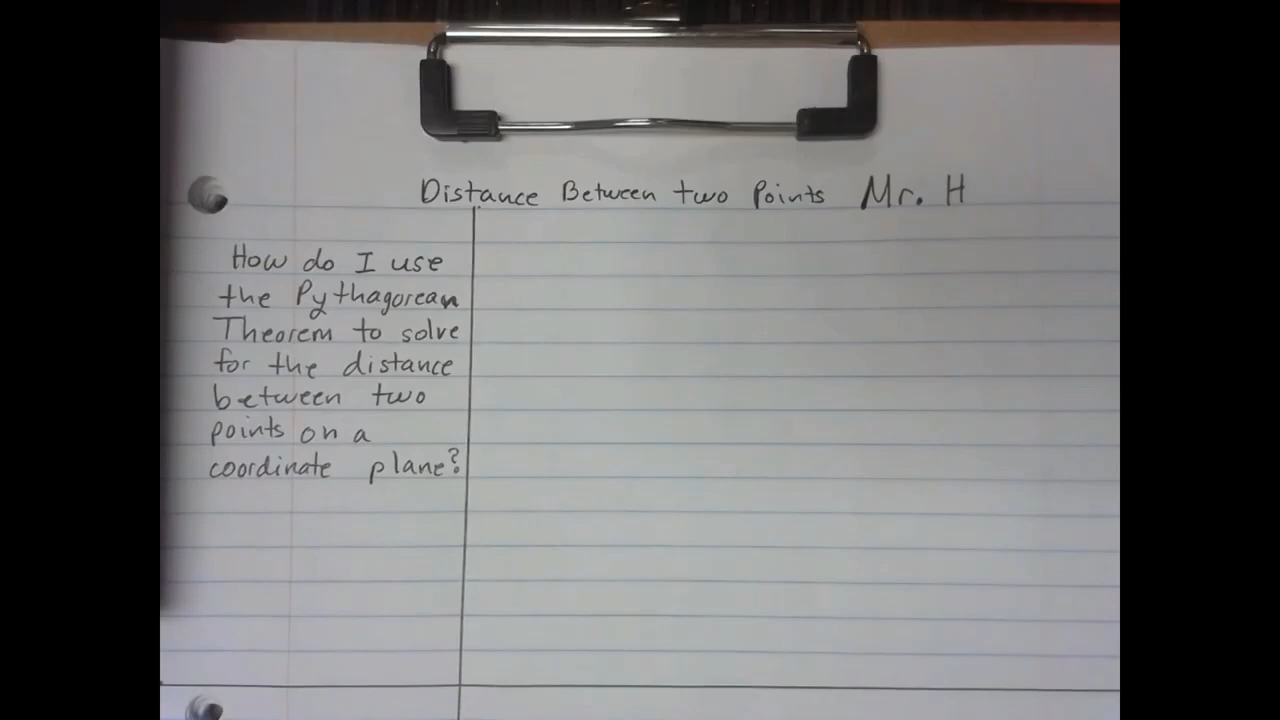 Distance Between two Points Mr. H
How do I use
the Pythagorean
Theorem to solve
for the distance
between two
points on a
coordinate plane?